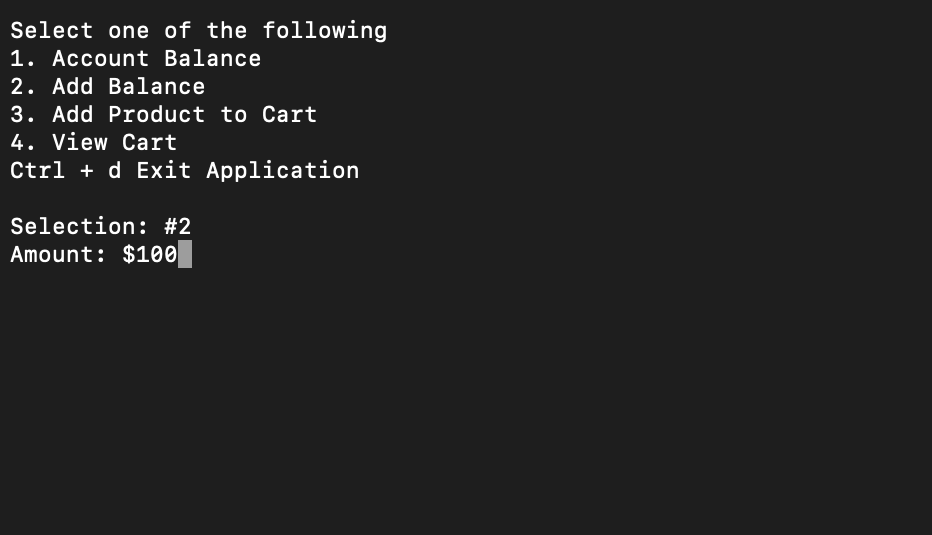 Select one of the following
1. Account Balance
2. Add Balance
3. Add Product to Cart
4. View Cart
Ctrl + d Exit Application
Selection: #2
Amount: $100